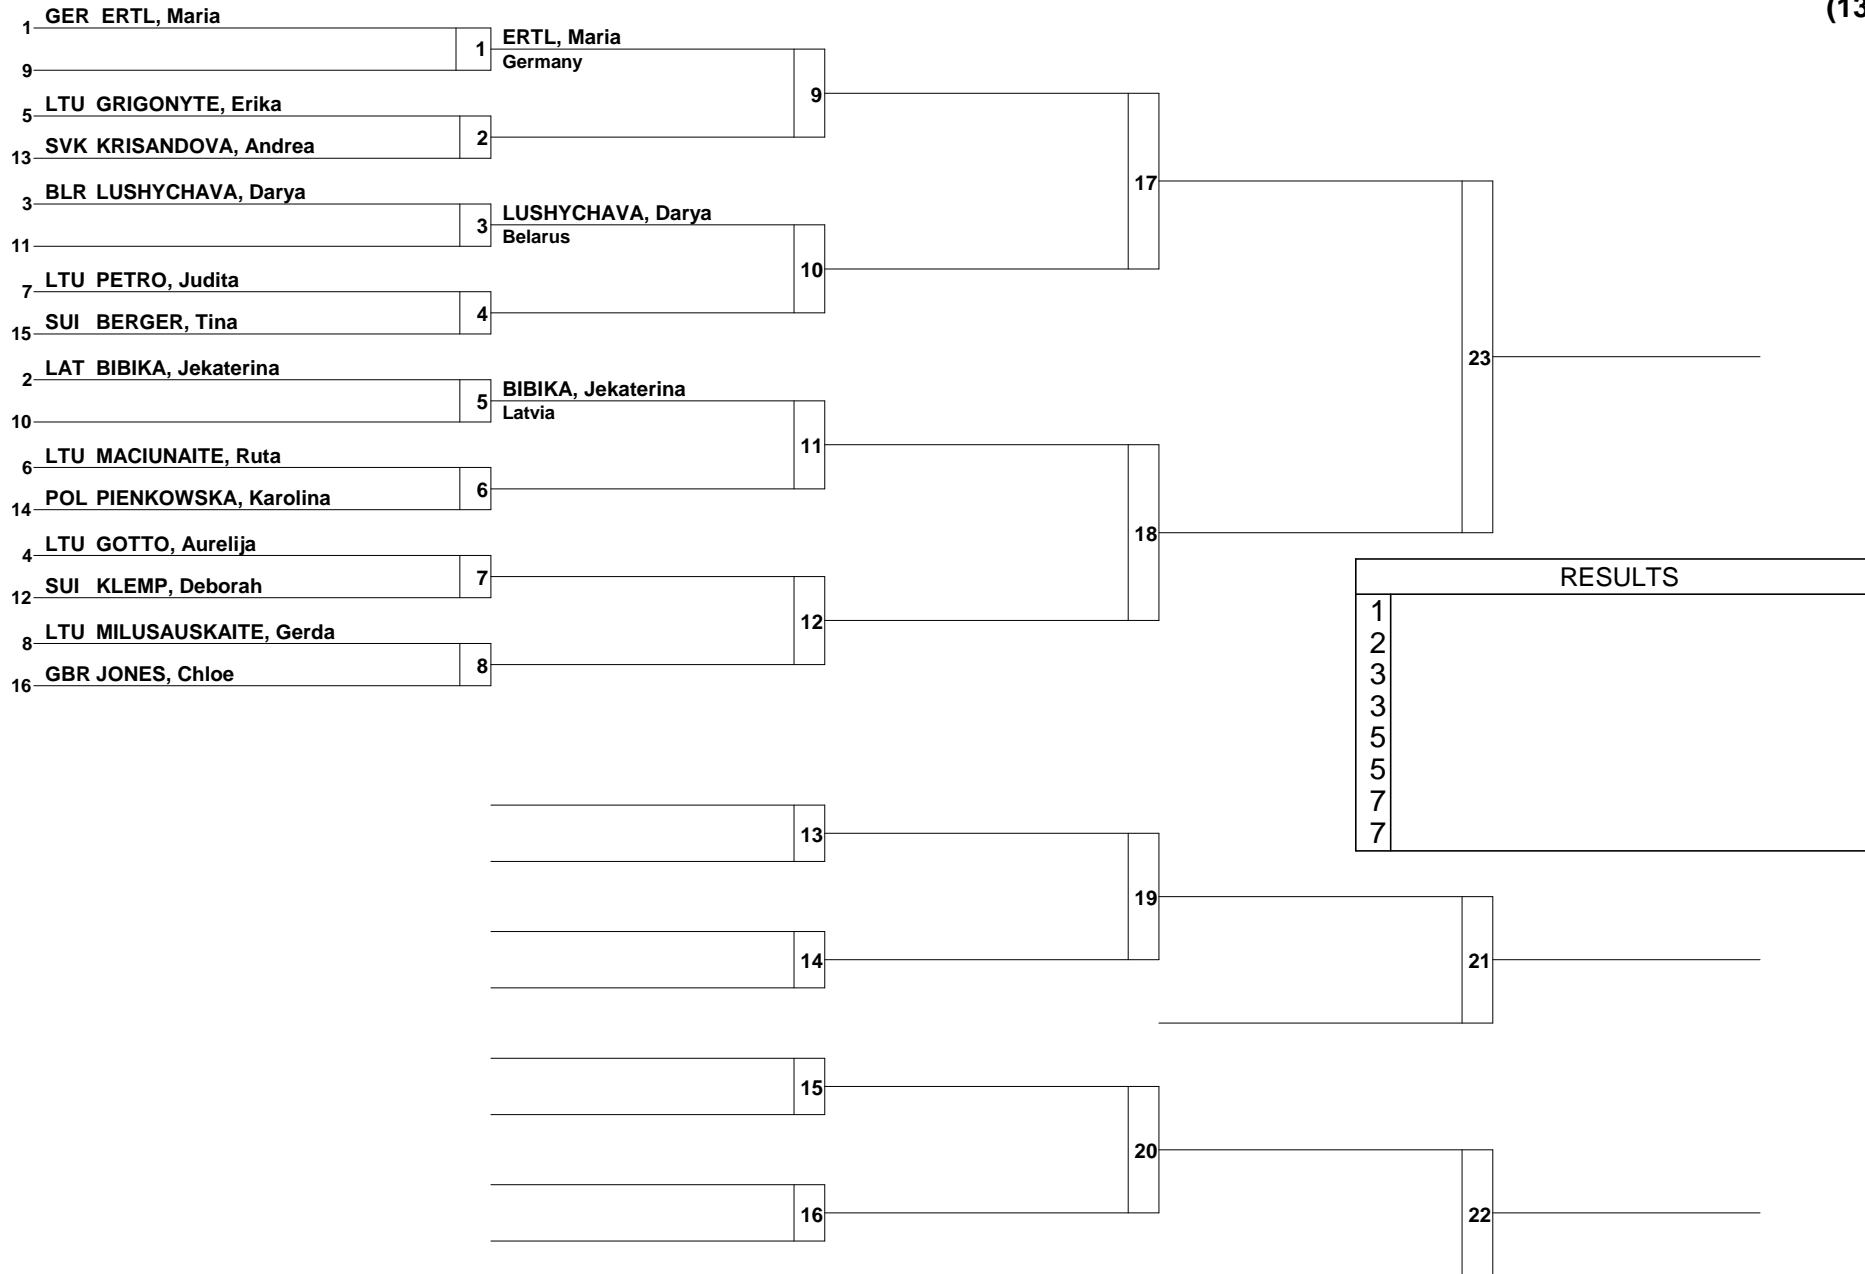 (13
1 GER ERTL, Maria
1 ERTL, Maria
Germany
9
9
5 LTU GRIGONYTE, Erika
2
13 SVK KRISANDOVA, Andrea
17
3 BLR LUSHYCHAVA, Darya
3 LUSHYCHAVA, Darya
Belarus
11
10
7 LTU PETRO, Judita
4
15 SUI BERGER, Tina
23
2 LAT BIBIKA, Jekaterina
5 BIBIKA, Jekaterina
Latvia
10
11
6 LTU MACIUNAITE, Ruta
6
14 POL PIENKOWSKA, Karolina
18
4 LTU GOTTO, Aurelija
7
12 SUI KLEMP, Deborah
12
8 LTU MILUSAUSKAITE, Gerda
8
16 GBR JONES, Chloe
RESULTS
1
2
3
3
5
5
7
7
13
19
14
21
15
20
16
22